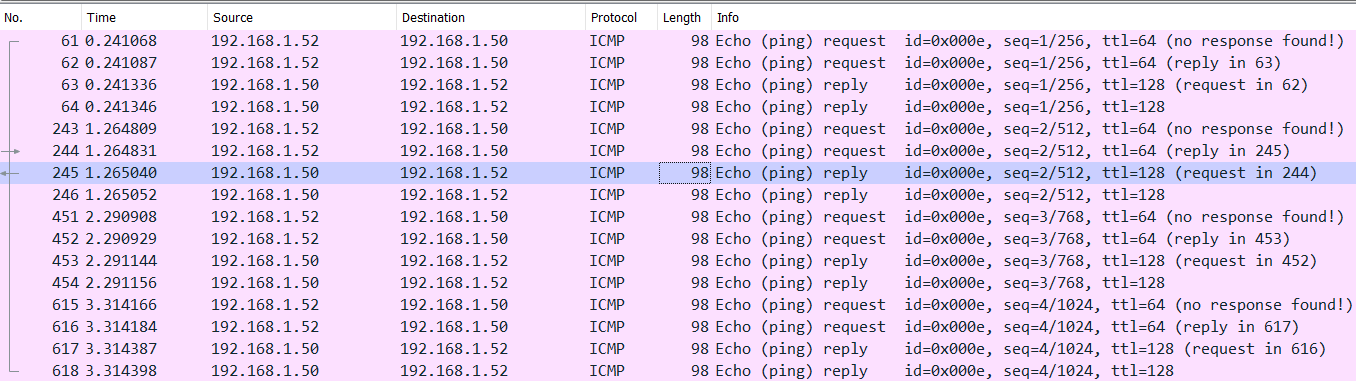 No. Time Source Destination Protocol Length Info
61 0.241068 192.168.1.52 192.168.1.50 ICMP 98 Echo (ping) request id=0x000e, seq=1/256, ttl=64 (no response found!)
62 0.241087 192.168.1.52 192.168.1.50 ICMP 98 Echo (ping) request id=0x000e, seq=1/256, ttl=64 (reply in 63)
63 0.241336 192.168.1.50 192.168.1.52 ICMP 98 Echo (ping) reply id=0x000e, seq=1/256, ttl=128 (request in 62)
64 0.241346 192.168.1.50 192.168.1.52 ICMP 98 Echo (ping) reply id=0x000e, seq=1/256, ttl=128
243 1.264809 192.168.1.52 192.168.1.50 ICMP 98 Echo (ping) request id=0x000e, seq=2/512, ttl=64 (no response found!)
244 1.264831 192.168.1.52 192.168.1.50 ICMP 98 Echo (ping) request id=0x000e, seq=2/512, ttl=64 (reply in 245)
245 1.265040 192.168.1.50 192.168.1.52 ICMP 98 Echo (ping) reply id=0x000e, seq=2/512, ttl=128 (request in 244)
246 1.265052 192.168.1.50 192.168.1.52 ICMP 98 Echo (ping) reply id=0x000e, seq=2/512, ttl=128
451 2.290908 192.168.1.52 192.168.1.50 ICMP 98 Echo (ping) request id=0x000e, seq=3/768, ttl=64 (no response found!)
452 2.290929 192.168.1.52 192.168.1.50 ICMP 98 Echo (ping) request id=0x000e, seq=3/768, ttl=64 (reply in 453)
453 2.291144 192.168.1.50 192.168.1.52 ICMP 98 Echo (ping) reply id=0x000e, seq=3/768, ttl=128 (request in 452)
454 2.291156 192.168.1.50 192.168.1.52 ICMP 98 Echo (ping) reply id=0x000e, seq=3/768, ttl=128
615 3.314166 192.168.1.52 192.168.1.50 ICMP 98 Echo (ping) request id=0x000e, seq=4/1024, ttl=64 (no response found!)
616 3.314184 192.168.1.52 192.168.1.50 ICMP 98 Echo (ping) request id=0x000e, seq=4/1024, ttl=64 (reply in 617)
617 3.314387 192.168.1.50 192.168.1.52 ICMP 98 Echo (ping) reply id=0x000e, seq=4/1024, ttl=128 (request in 616)
618 3.314398 192.168.1.50 192.168.1.52 ICMP 98 Echo (ping) reply id=0x000e, seq=4/1024, ttl=128